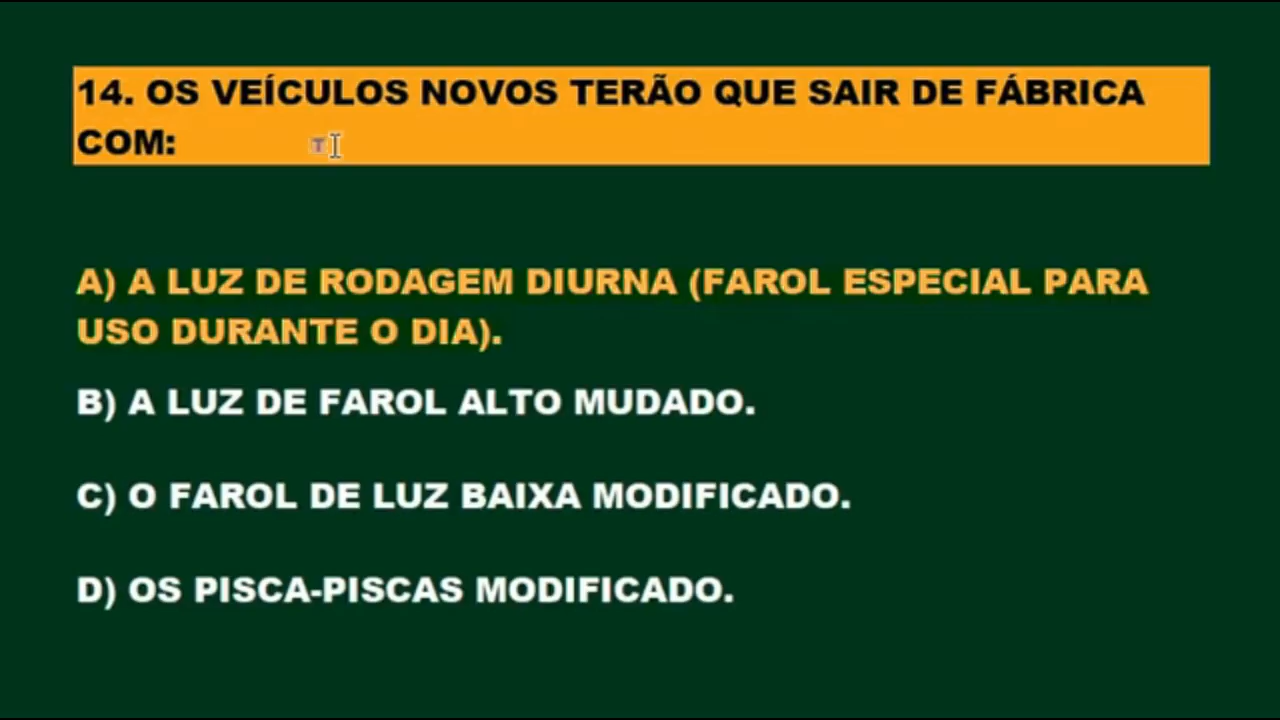 14. OS VEÍCULOS NOVOS TERÃO QUE SAIR DE FÁBRICA
COM:
A) A LUZ DE RODAGEM DIURNA (FAROL ESPECIAL PARA
USO DURANTE O DIA).
B) A LUZ DE FAROL ALTO MUDADO.
C) O FAROL DE LUZ BAIXA MODIFICADO.
D) OS PISCA-PISCAS MODIFICADO.